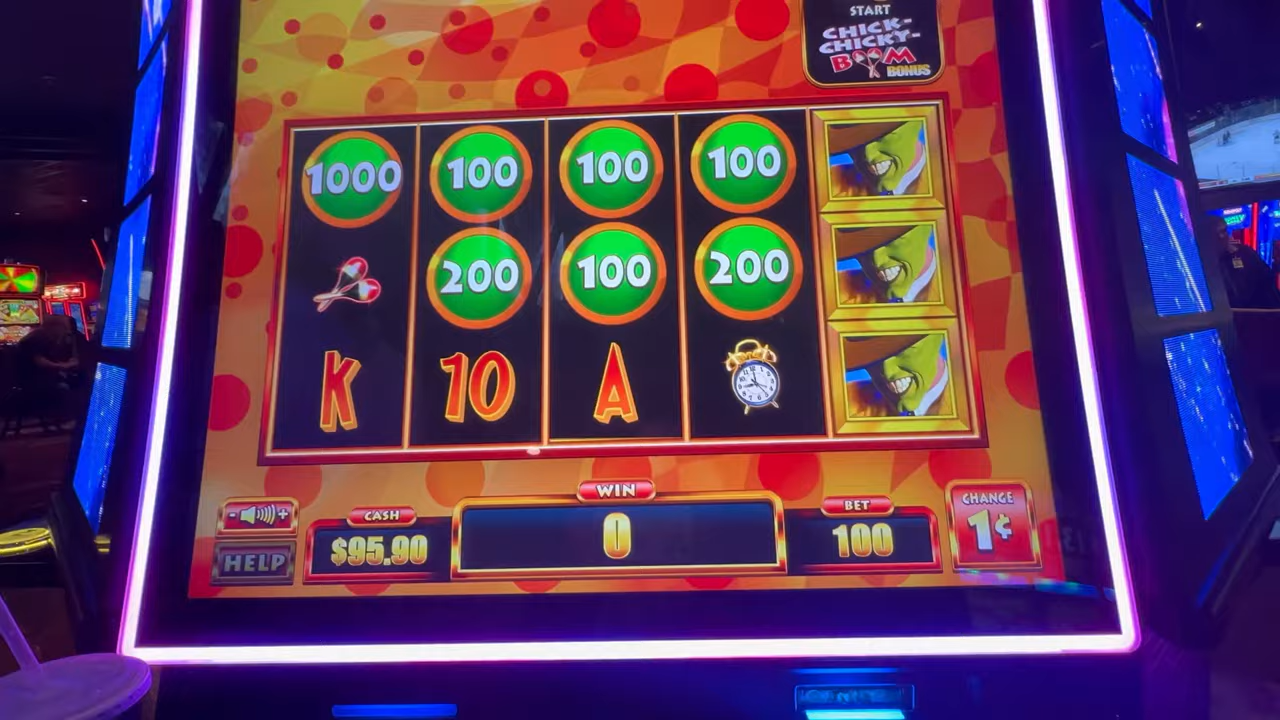 START
CHICK-
CHICKY-
BOOM
BONUS
1000 100 100 100
200 100 200
K 10 A
WIN
CASH
BET
CHANGE
- +
0
1¢
$95.90
100
HELP